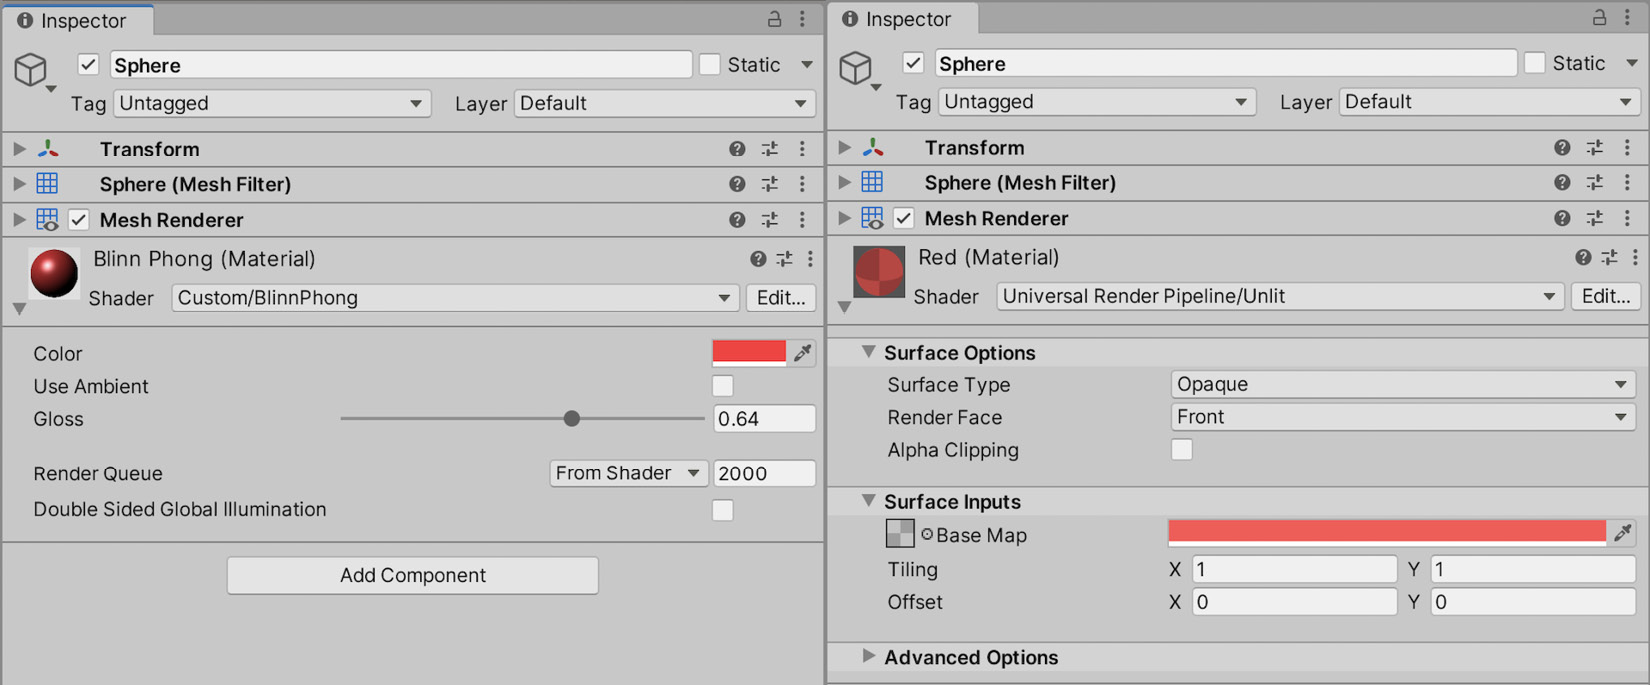 Inspector
Sphere
Static
Tag Untagged Layer Default
Transform
Sphere (Mesh Filter)
Mesh Renderer
Blinn Phong (Material)
Shader Custom/BlinnPhong Edit...
Color
Use Ambient
Gloss 0.64
Render Queue From Shader 2000
Double Sided Global Illumination
Add Component
Inspector
Sphere
Static
Tag Untagged Layer Default
Transform
Sphere (Mesh Filter)
Mesh Renderer
Red (Material)
Shader Universal Render Pipeline/Unlit Edit...
Surface Options
Surface Type Opaque
Render Face Front
Alpha Clipping
Surface Inputs
Base Map
Tiling X 1 Y 1
Offset X 0 Y 0
Advanced Options